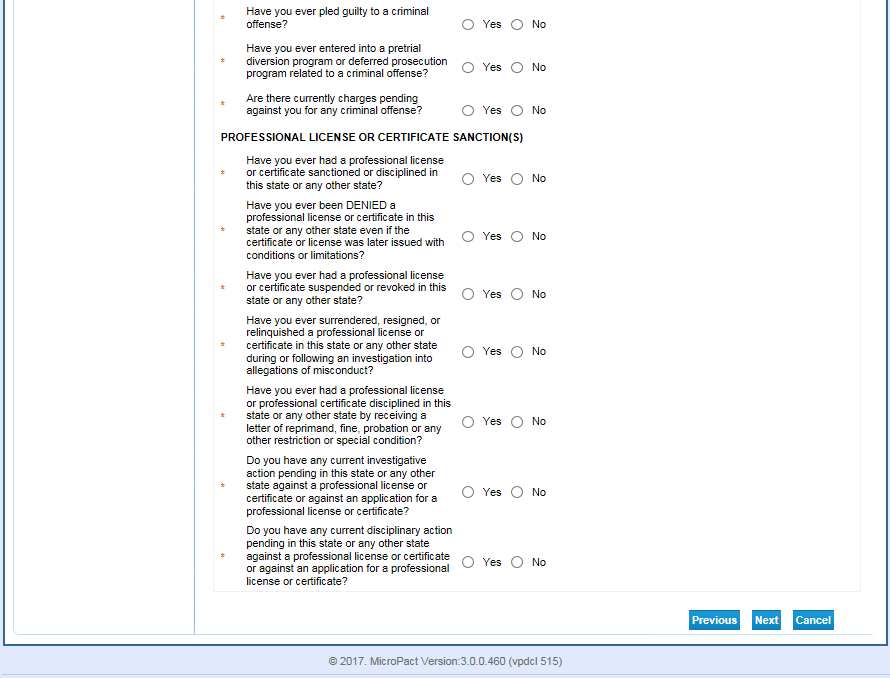 Have you ever pled guilty to a criminal
* offense? Yes No
Have you ever entered into a pretrial
* diversion program or deferred prosecution
program related to a criminal offense? Yes No
* Are there currently charges pending
against you for any criminal offense? Yes No
PROFESSIONAL LICENSE OR CERTIFICATE SANCTION(S)
Have you ever had a professional license
* or certificate sanctioned or disciplined in Yes No
this state or any other state?
Have you ever been DENIED a
professional license or certificate in this
* state or any other state even if the Yes No
certificate or license was later issued with
conditions or limitations?
Have you ever had a professional license
* or certificate suspended or revoked in this Yes No
state or any other state?
Have you ever surrendered, resigned, or
relinquished a professional license or
* certificate in this state or any other state Yes No
during or following an investigation into
allegations of misconduct?
Have you ever had a professional license
or professional certificate disciplined in this
* state or any other state by receiving a Yes No
letter of reprimand, fine, probation or any
other restriction or special condition?
Do you have any current investigative
action pending in this state or any other
* state against a professional license or Yes No
certificate or against an application for a
professional license or certificate?
Do you have any current disciplinary action
pending in this state or any other state
* against a professional license or certificate Yes No
or against an application for a professional
license or certificate?
Previous Next Cancel
© 2017. MicroPact Version:3.0.0.460 (vpdcl 515)